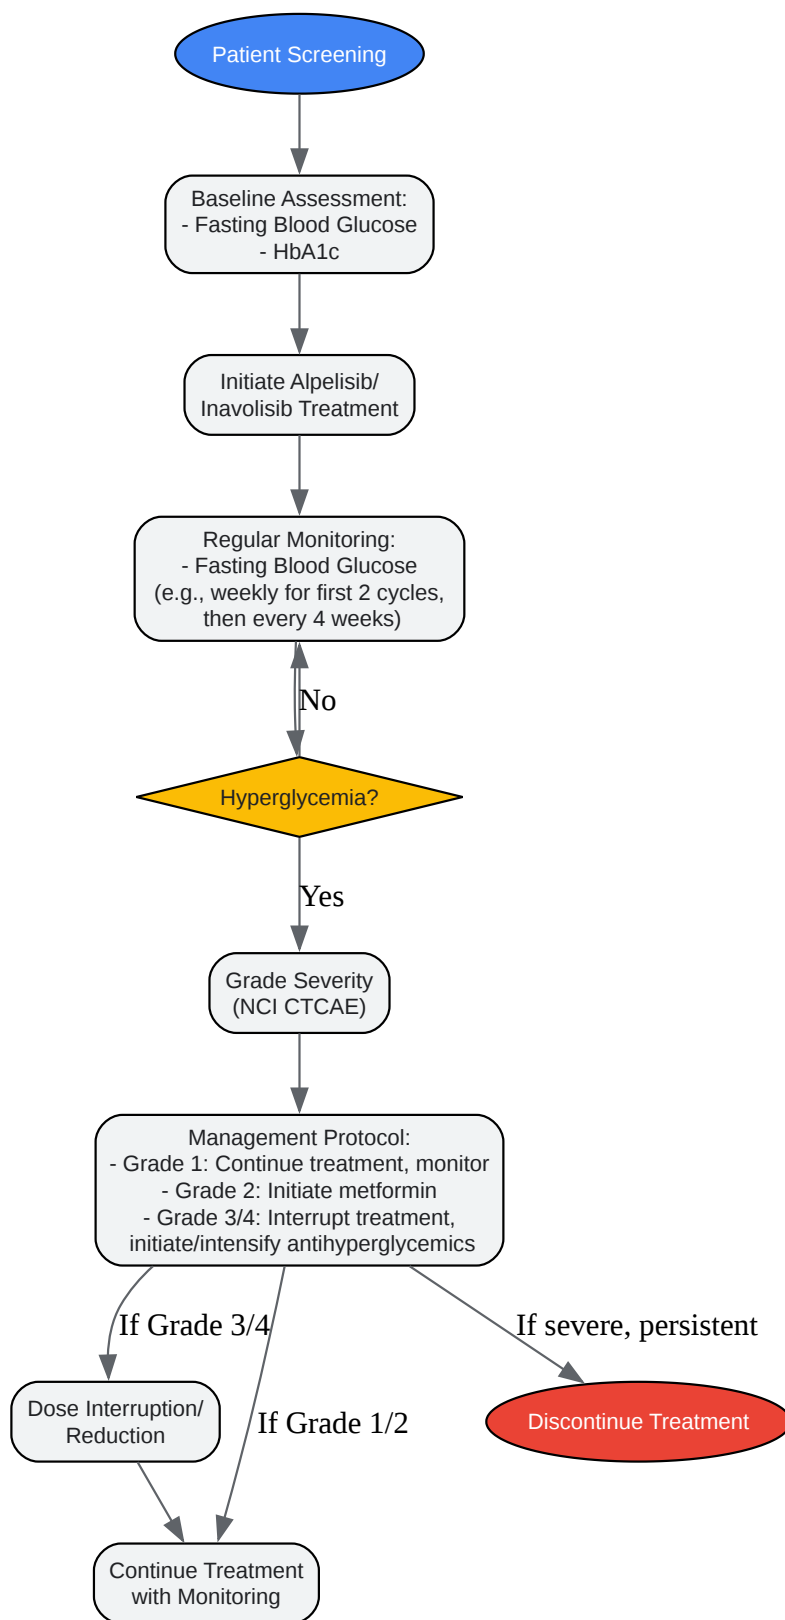 Patient Screening
Baseline Assessment:
- Fasting Blood Glucose
- HbA1c
Initiate Alpelisib/
Inavolisib Treatment
Regular Monitoring:
- Fasting Blood Glucose
(e.g., weekly for first 2 cycles,
then every 4 weeks)
No
Hyperglycemia?
Yes
Grade Severity
(NCI CTCAE)
Management Protocol:
- Grade 1: Continue treatment, monitor
- Grade 2: Initiate metformin
- Grade 3/4: Interrupt treatment,
initiate/intensify antihyperglycemics
If Grade 3/4
If severe, persistent
Dose Interruption/
Reduction
If Grade 1/2
Discontinue Treatment
Continue Treatment
with Monitoring